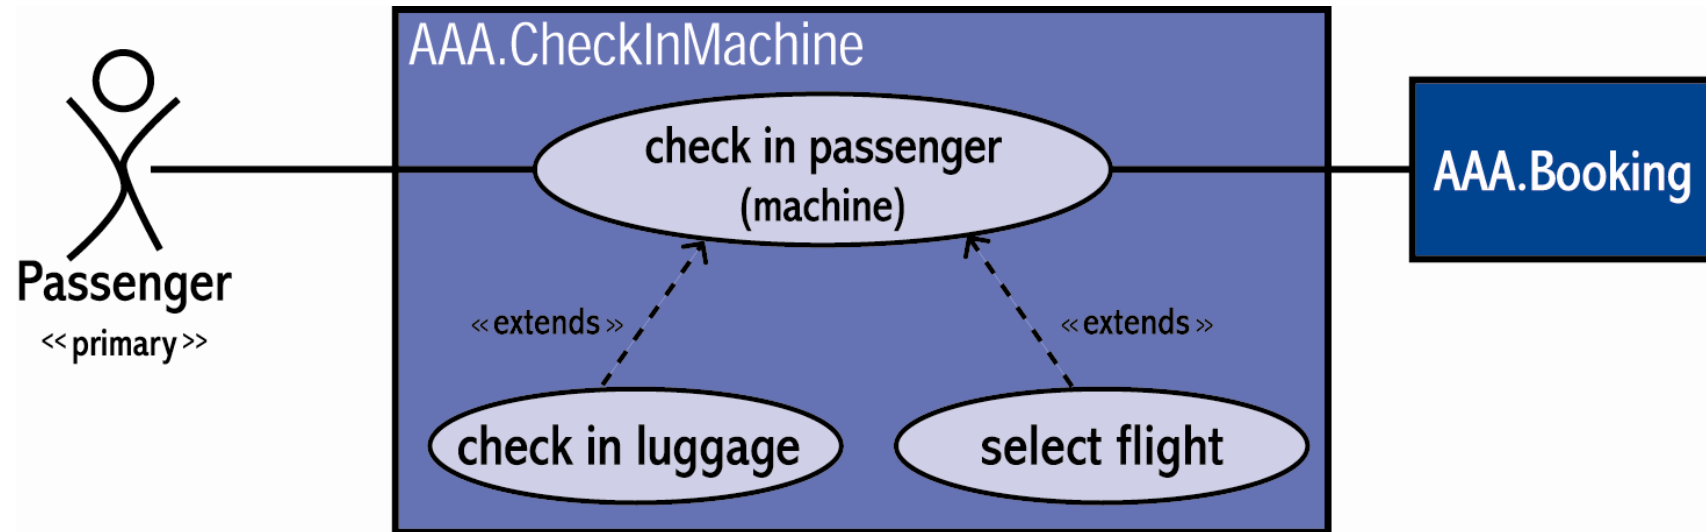 AAA.CheckInMachine
check in passenger
(machine)
AAA.Booking
Passenger
<<primary>>
«extends»
«extends»
check in luggage
select flight